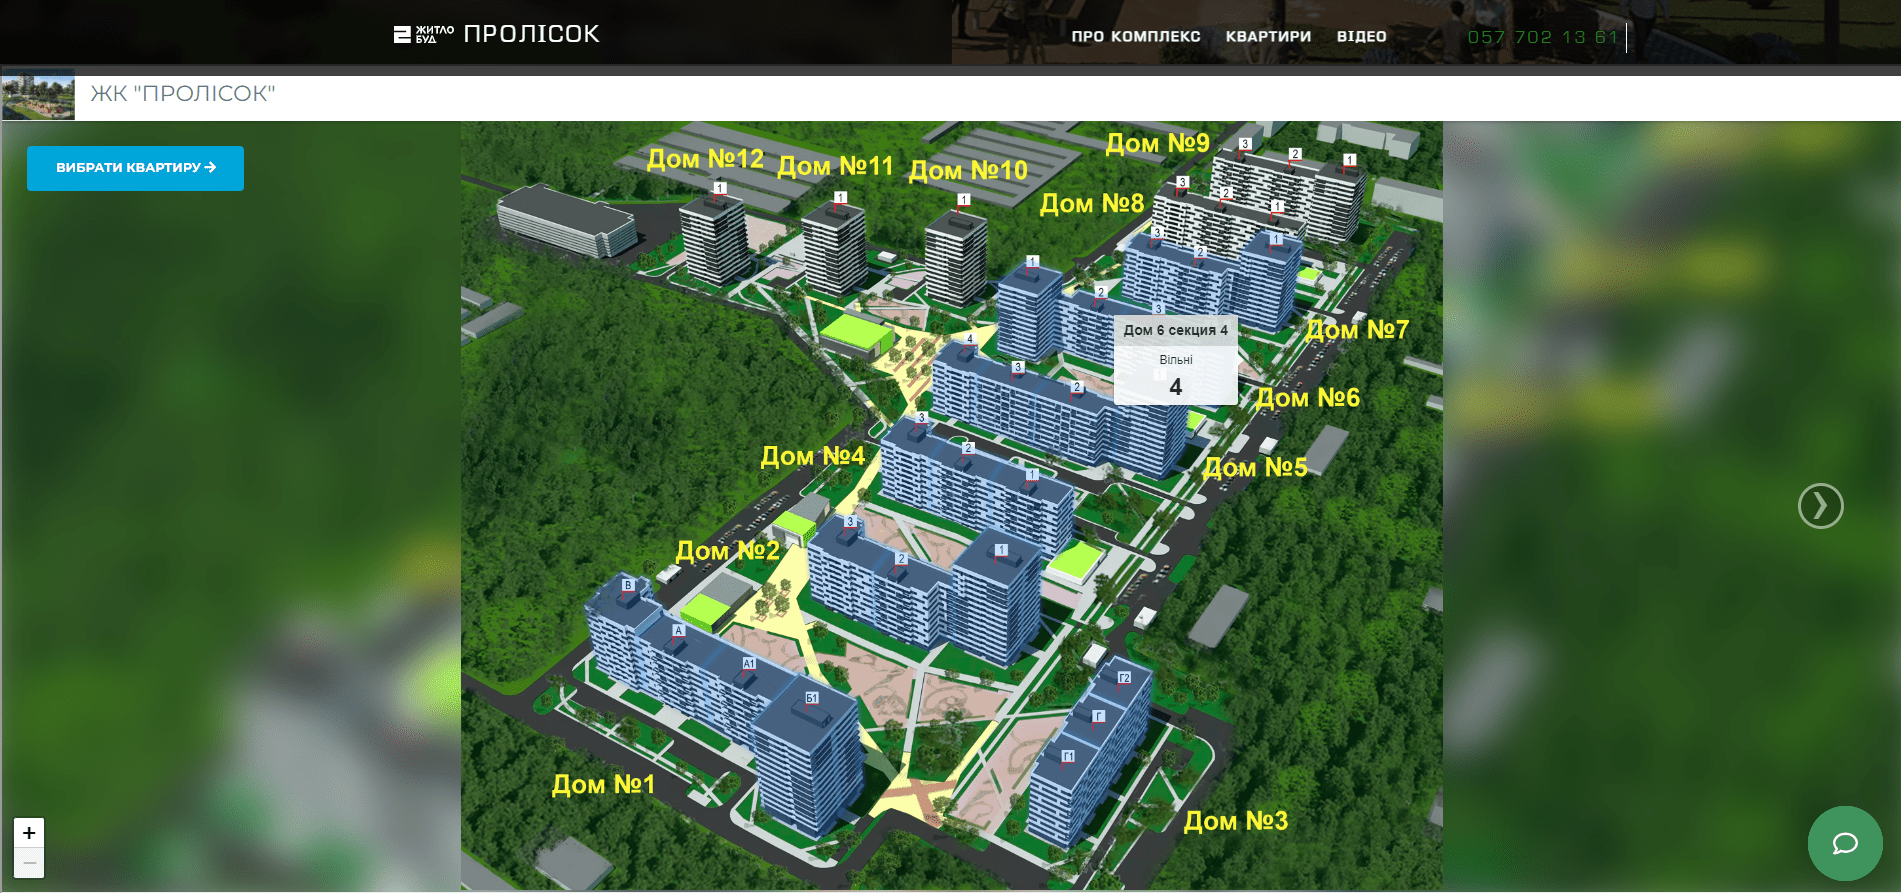 ЖИТЛО
БУД
ПРОЛІСОК
ПРО КОМПЛЕКС
КВАРТИРИ
ВІДЕО
057 702 13 61
ЖК "ПРОЛІСОК"
ВИБРАТИ КВАРТИРУ
Дом №9
3
2
1
Дом №12
Дом №11
Дом №10
1
1
1
Дом №8
3
2
1
3
2
1
Дом №7
1
2
3
Дом 6 секция 4
Вільні
4
1
Дом №6
4
3
2
Дом №5
3
2
1
Дом №4
3
2
1
Дом №2
В
А
А1
Б1
Дом №1
Г2
Г
Г1
Дом №3
+
−